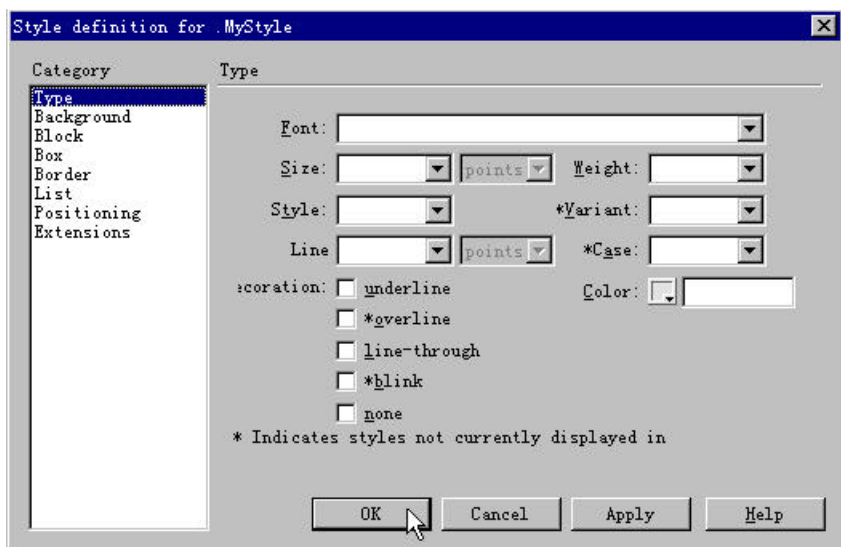 Style definition for .MyStyle
Category
Type
Background
Block
Box
Border
List
Positioning
Extensions
Type
Font:
Size: points Weight:
Style: *Variant:
Line points *Case:
ecoration: underline Color:
*overline
line-through
*blink
none
* Indicates styles not currently displayed in
OK Cancel Apply Help